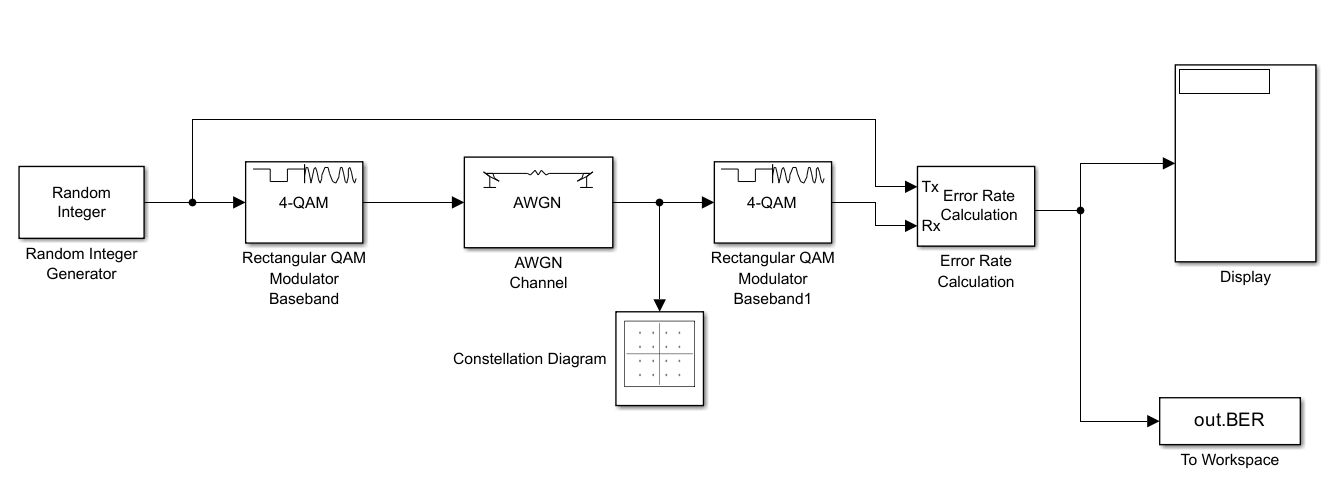 Random
Integer
Random Integer
Generator
4-QAM
Rectangular QAM
Modulator
Baseband
AWGN
AWGN
Channel
Constellation Diagram
4-QAM
Rectangular QAM
Modulator
Baseband1
Tx
Rx
Error Rate
Calculation
Error Rate
Calculation
Display
out.BER
To Workspace